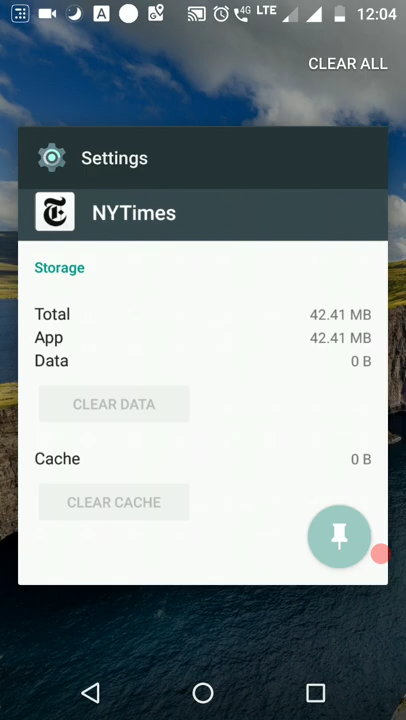 4G LTE 12:04
CLEAR ALL
Settings
NYTimes
Storage
Total 42.41 MB
App 42.41 MB
Data 0 B
CLEAR DATA
Cache 0 B
CLEAR CACHE